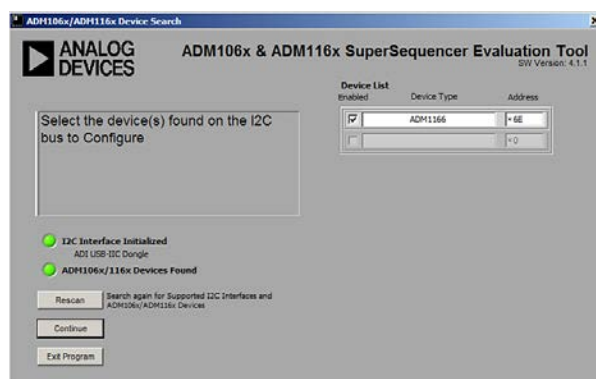 ADM106x/ADM116x Device Search
ANALOG
DEVICES
ADM106x & ADM116x SuperSequencer Evaluation Tool
SW Version: 4.1.1
Device List
Enabled Device Type Address
ADM1166 6E
0
Select the device(s) found on the I2C
bus to Configure
I2C Interface Initialized
ADI USB-IIC Dongle
ADM106x/116x Devices Found
Rescan
Search again for Supported I2C Interfaces and
ADM106x/ADM116x Devices
Continue
Exit Program